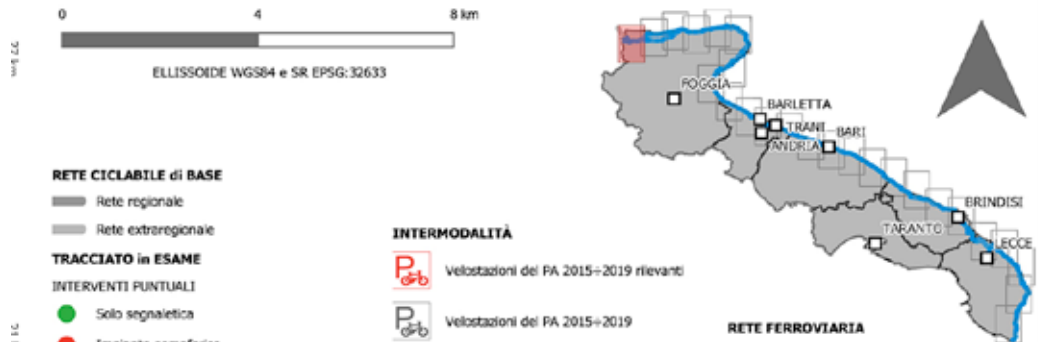 0 4 8 km
ELLISSOIDE WGS84 e SR EPSG:32633
FOGGIA
BARLETTA
TRANI
ANDRIA
BARI
BRINDISI
TARANTO
LECCE
RETE CICLABILE di BASE
Rete regionale
Rete extraregionale
TRACCIATO in ESAME
INTERVENTI PUNTUALI
Solo segnaletica
INTERMODALITÀ
P Velostazioni del PA 2015÷2019 rilevanti
P Velostazioni del PA 2015÷2019
RETE FERROVIARIA